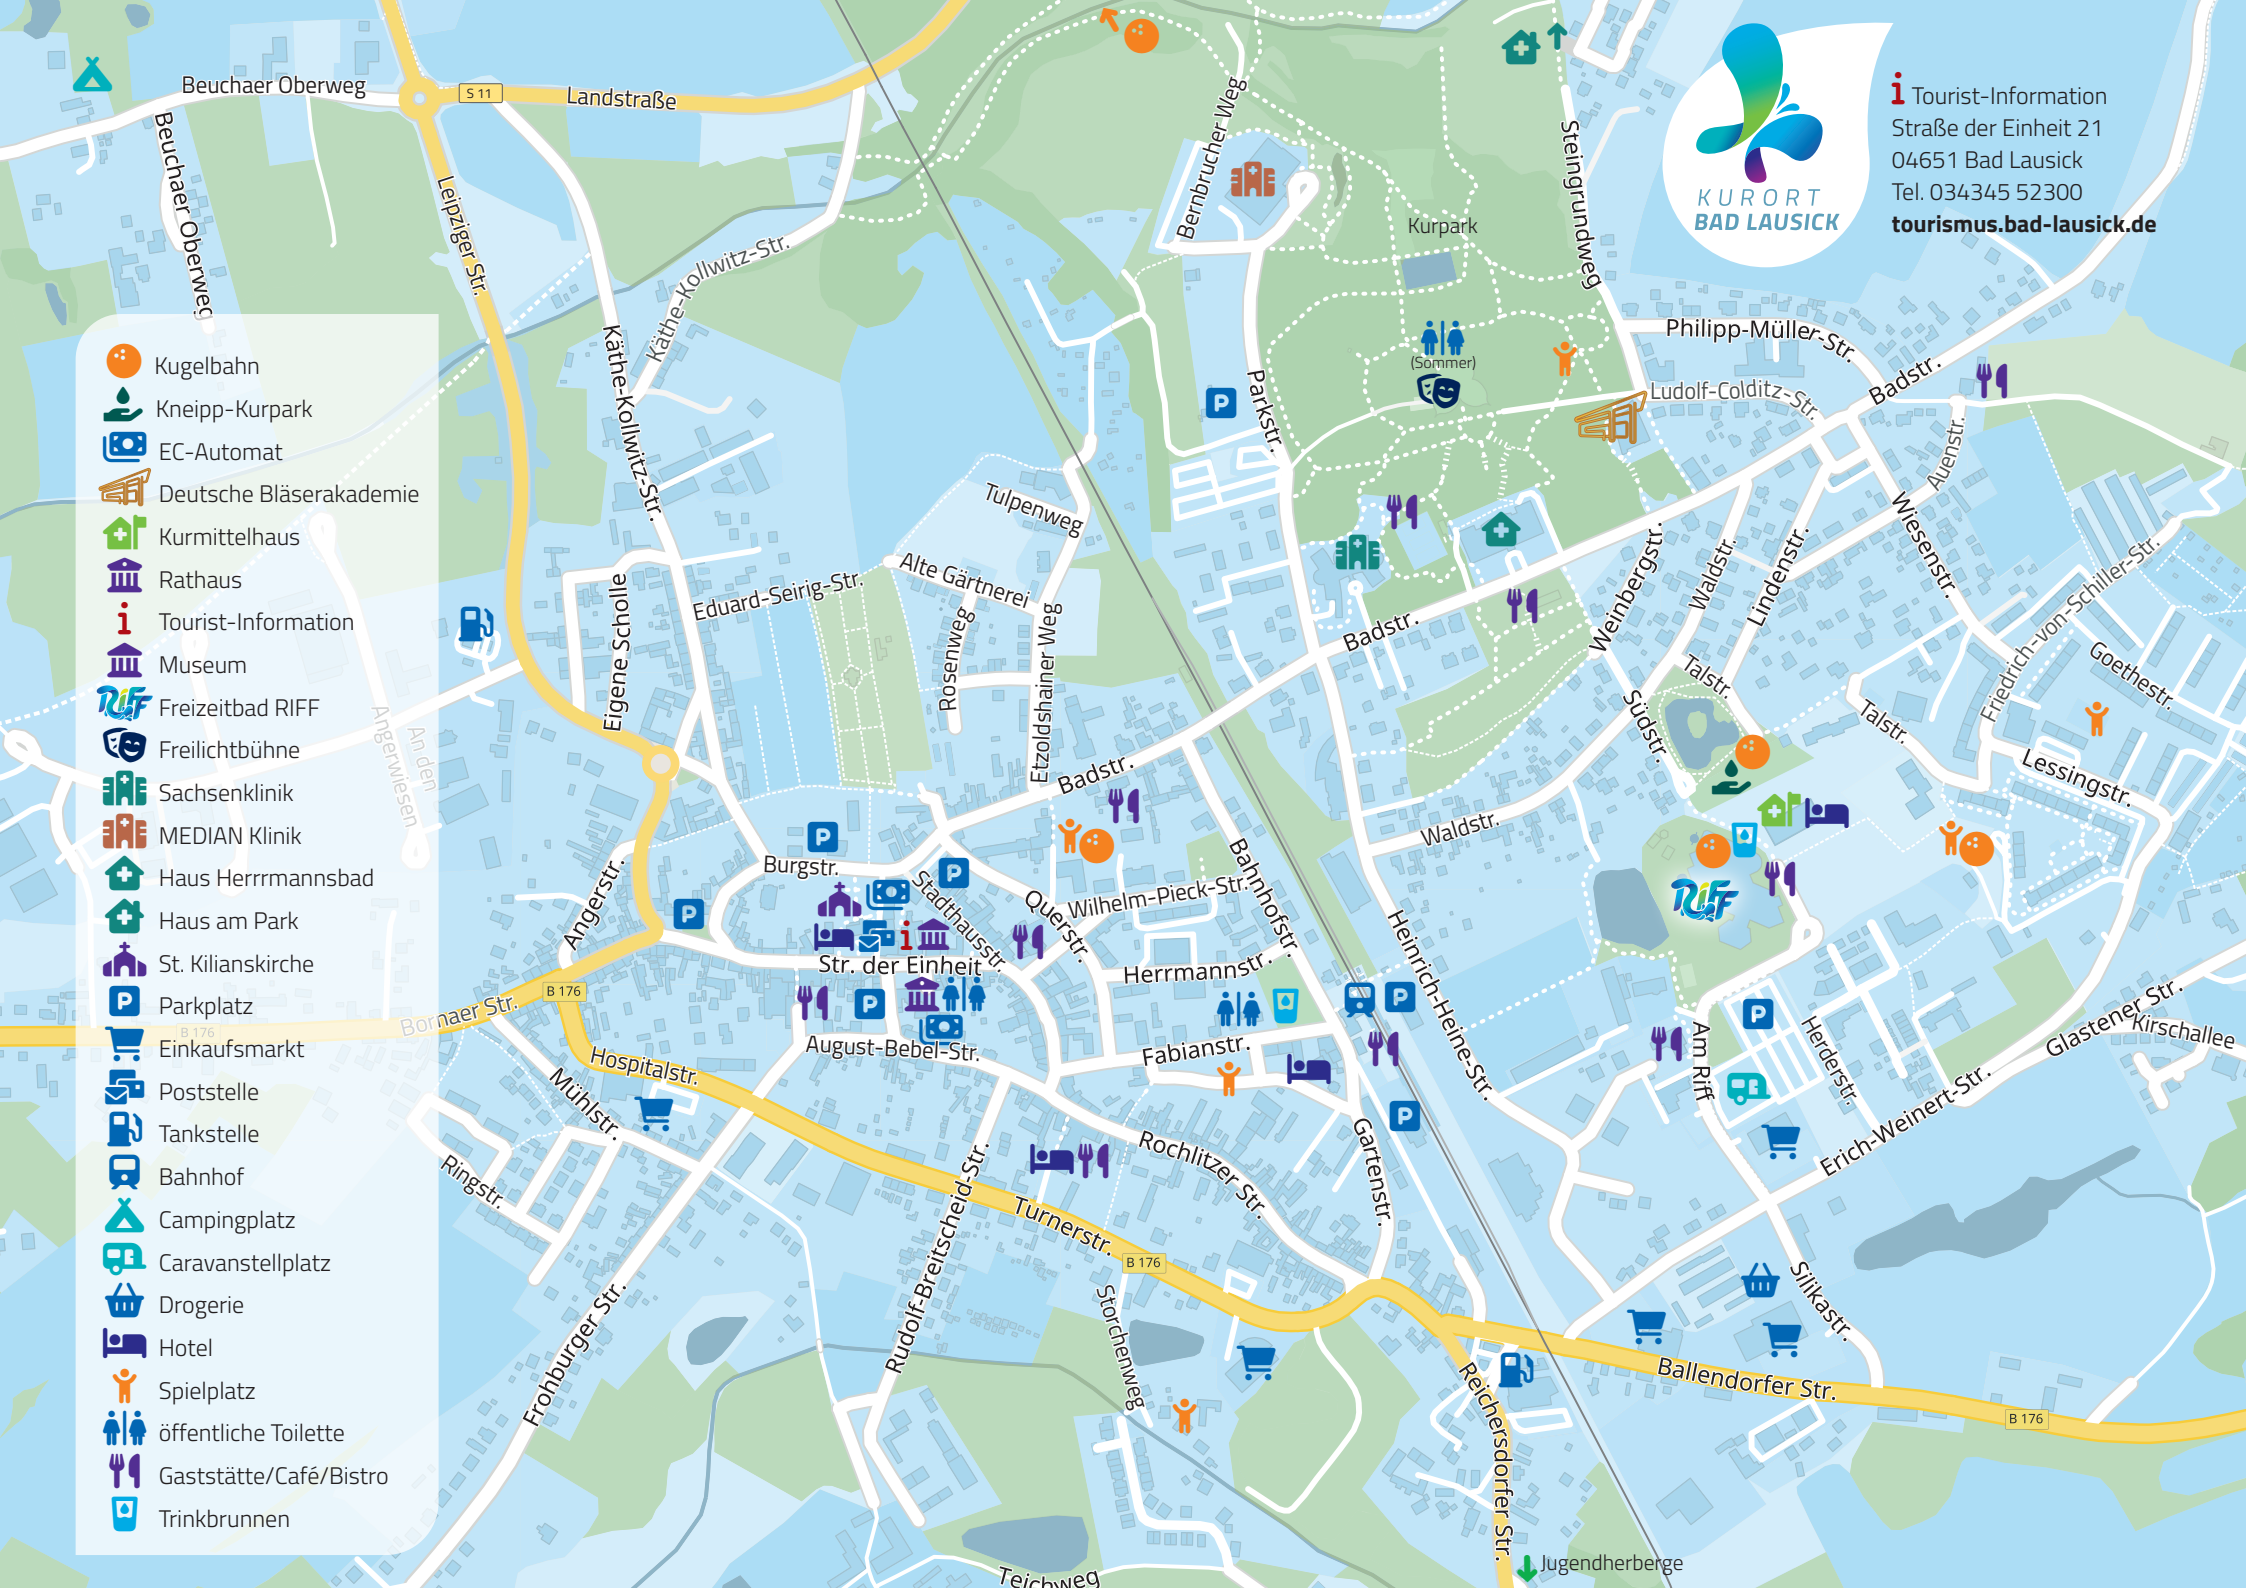 Beuchaer Oberweg
S 11
Landstraße
Beuchaer Oberweg
Leipziger Str.
Käthe-Kollwitz-Str.
Käthe-Kollwitz-Str.
Bernbrucher Weg
Steingrundweg
Kurpark
(Sommer)
Parkstr.
KURORT
BAD LAUSICK
i Tourist-Information
Straße der Einheit 21
04651 Bad Lausick
Tel. 034345 52300
tourismus.bad-lausick.de
Philipp-Müller-Str.
Ludolf-Colditz-Str.
Badstr.
Auenstr.
Wiesenstr.
Friedrich-von-Schiller-Str.
Goethestr.
Lessingstr.
Talstr.
Talstr.
Lindenstr.
Waldstr.
Weinbergstr.
Südstr.
Badstr.
Waldstr.
Tulpenweg
Alte Gärtnerei
Rosenweg
Etzoldshainer Weg
Eduard-Seirig-Str.
Eigene Scholle
Badstr.
Kugelbahn
Kneipp-Kurpark
EC-Automat
Deutsche Bläserakademie
Kurmittelhaus
Rathaus
i Tourist-Information
Museum
RIFF Freizeitbad RIFF
Freilichtbühne
Sachsenklinik
MEDIAN Klinik
Haus Herrrmannsbad
Haus am Park
St. Kilianskirche
P Parkplatz
Einkaufsmarkt
Poststelle
Tankstelle
Bahnhof
Campingplatz
Caravanstellplatz
Drogerie
Hotel
Spielplatz
öffentliche Toilette
Gaststätte/Café/Bistro
Trinkbrunnen
An den
Angerwiesen
P
P
P
P
P
P
P
P
i
Burgstr.
Angerstr.
Stadthausstr.
Querstr.
Wilhelm-Pieck-Str.
Bahnhofstr.
Str. der Einheit
Herrmannstr.
Fabianstr.
August-Bebel-Str.
B 176
Bornaer Str.
B 176
Hospitalstr.
Mühlstr.
Ringstr.
Frohburger Str.
Rudolf-Breitscheid-Str.
Turnerstr.
B 176
Rochlitzer Str.
Gartenstr.
Storchenweg
Teichweg
Heinrich-Heine-Str.
RIFF
Am Riff
Herderstr.
Glastener Str.
Kirschallee
Erich-Weinert-Str.
Silikastr.
Ballendorfer Str.
B 176
Reichersdorfer Str.
Jugendherberge